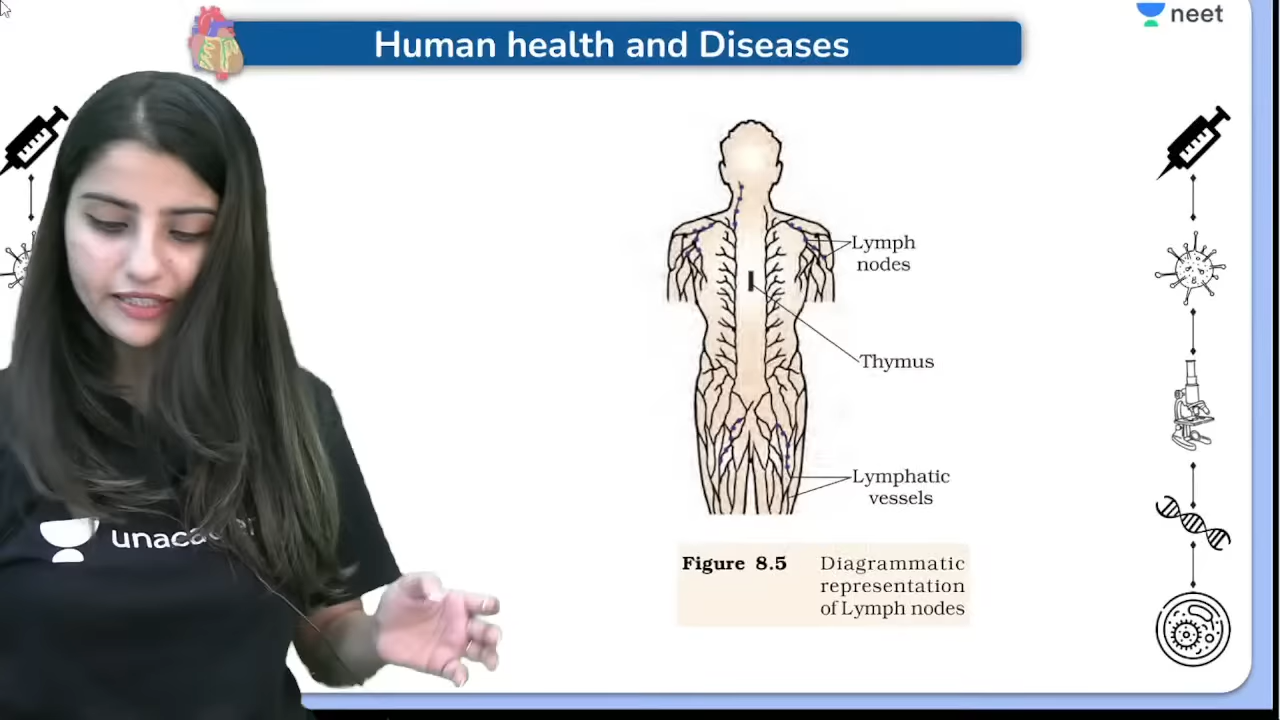 neet
Human health and Diseases
Lymph
nodes
Thymus
Lymphatic
vessels
Figure 8.5 Diagrammatic
representation
of Lymph nodes